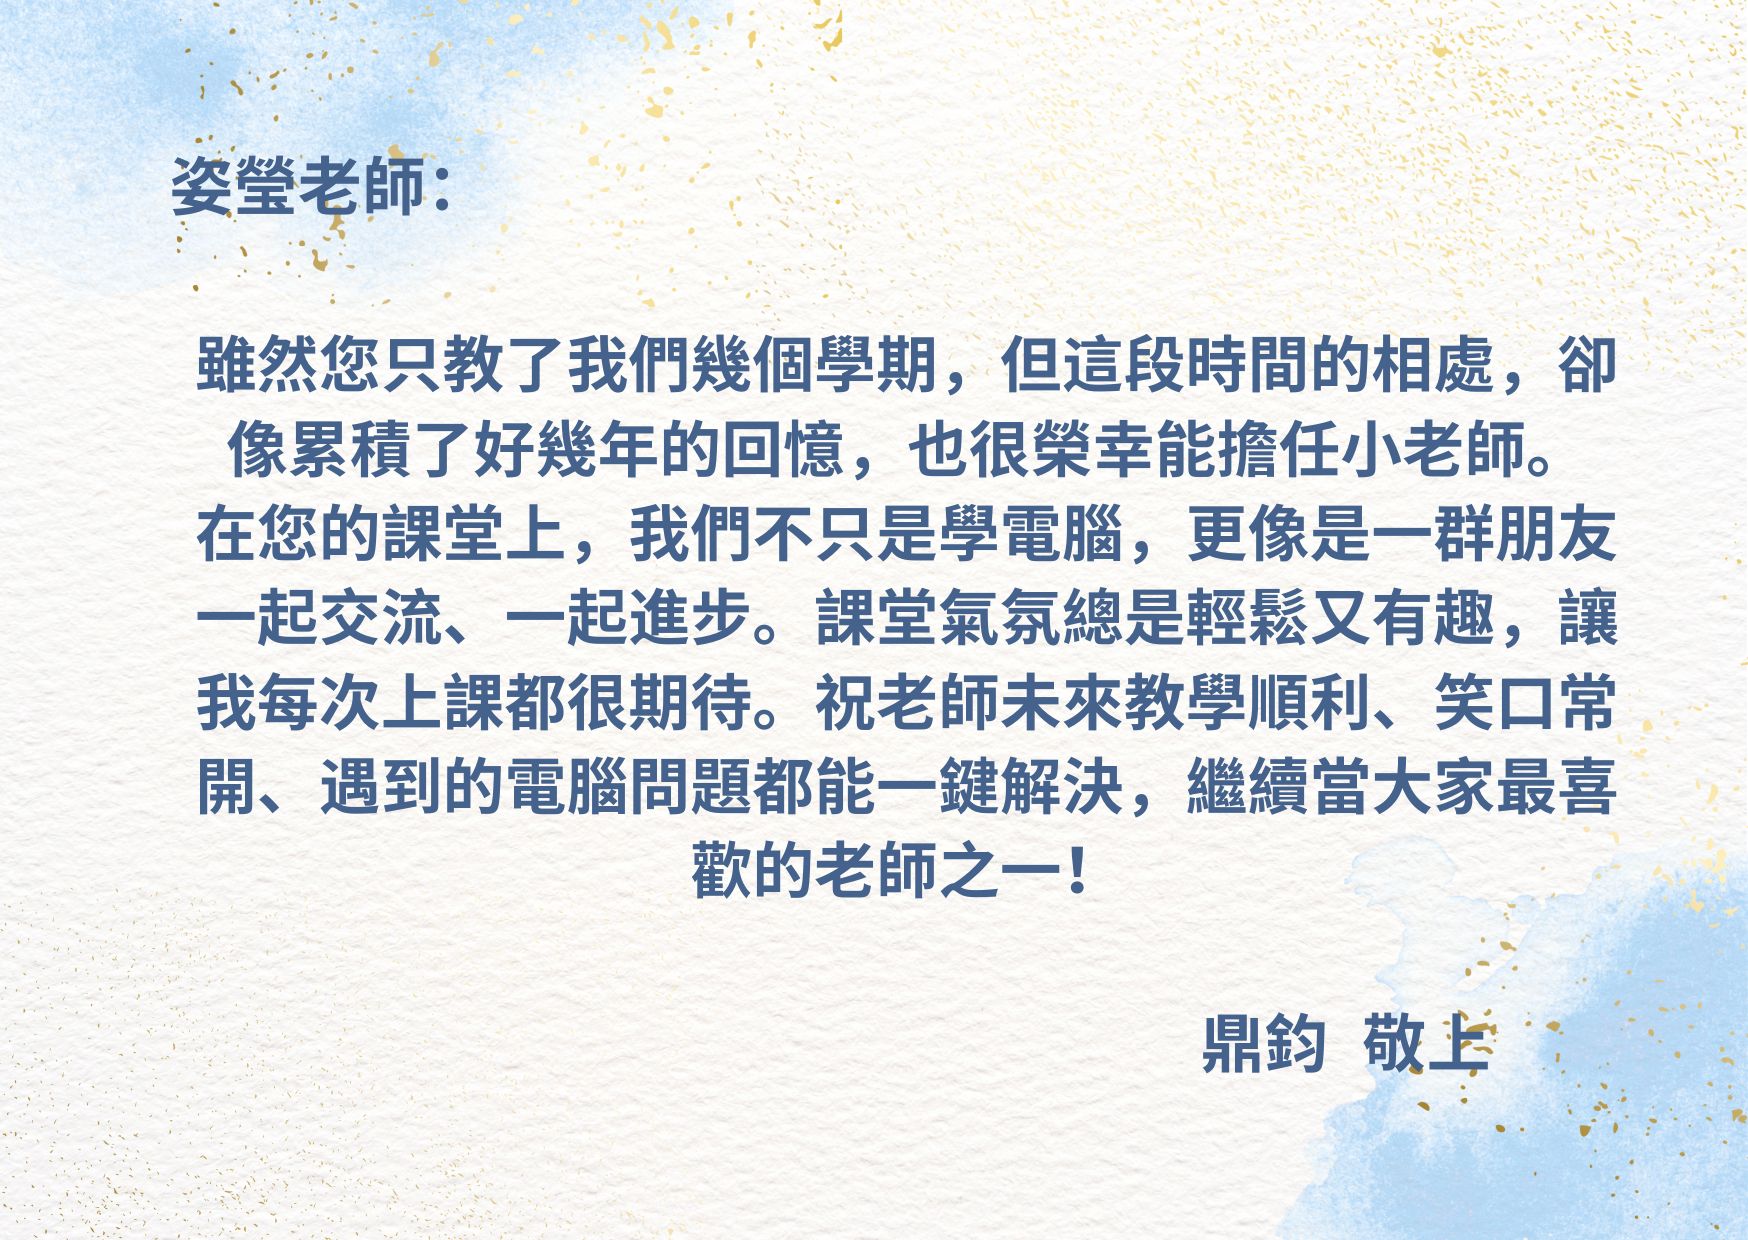 姿瑩老師：
雖然您只教了我們幾個學期，但這段時間的相處，卻
像累積了好幾年的回憶，也很榮幸能擔任小老師。
在您的課堂上，我們不只是學電腦，更像是一群朋友
一起交流、一起進步。課堂氣氛總是輕鬆又有趣，讓
我每次上課都很期待。祝老師未來教學順利、笑口常
開、遇到的電腦問題都能一鍵解決，繼續當大家最喜
歡的老師之一！
鼎鈞 敬上